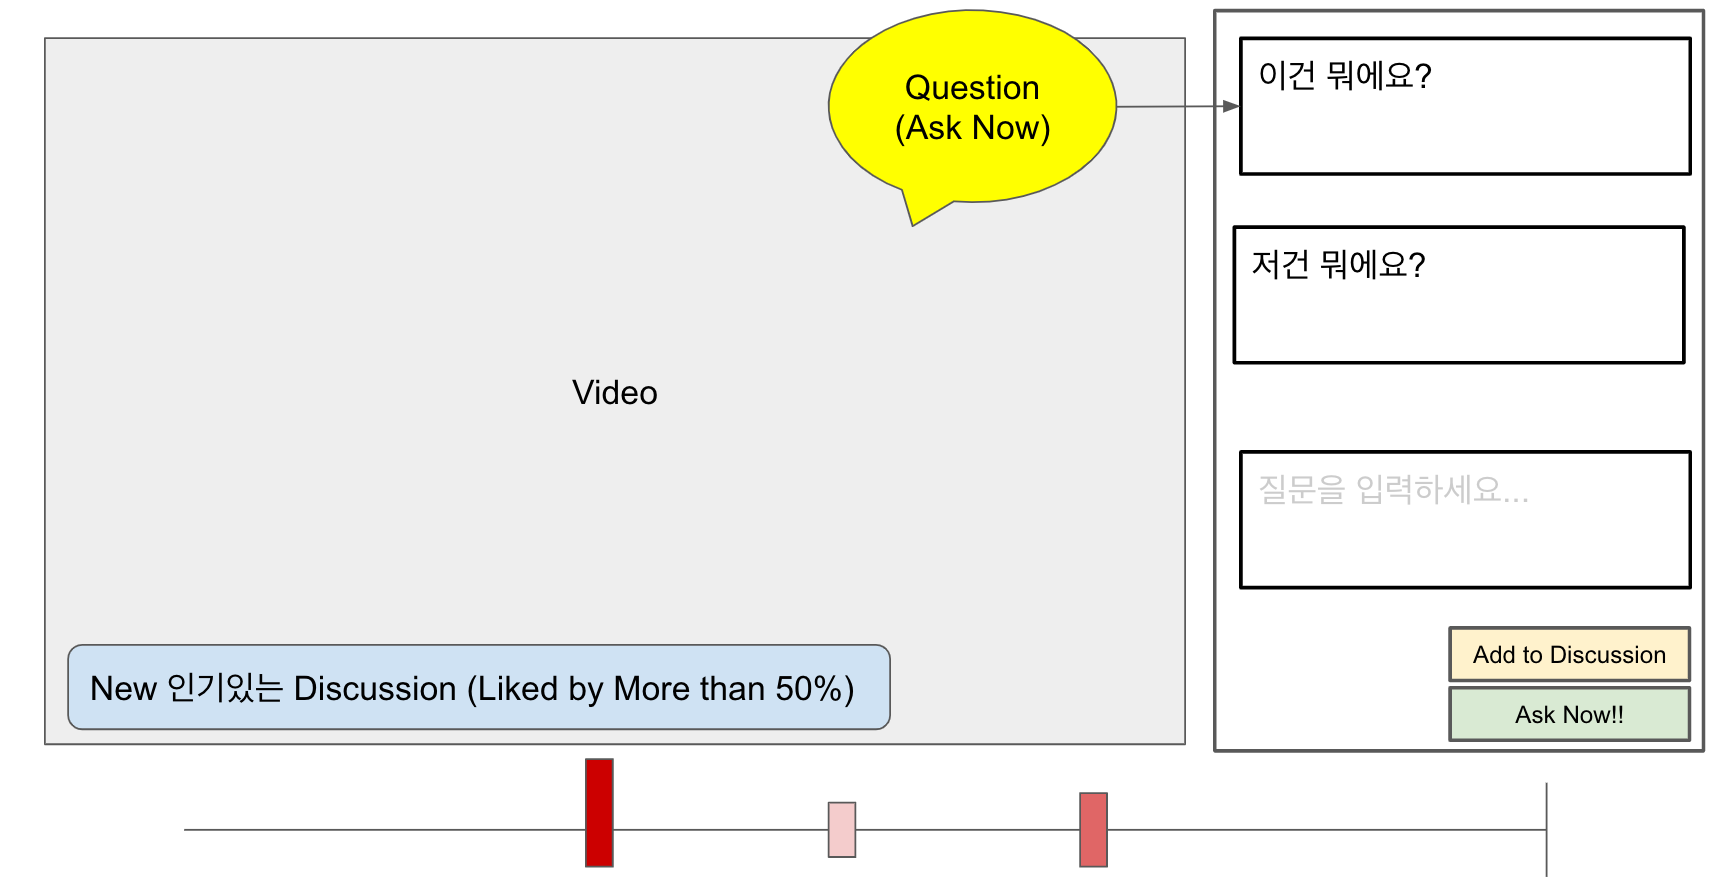 Question
(Ask Now)
이건 뭐에요?
저건 뭐에요?
Video
질문을 입력하세요...
Add to Discussion
New 인기있는 Discussion (Liked by More than 50%)
Ask Now!!